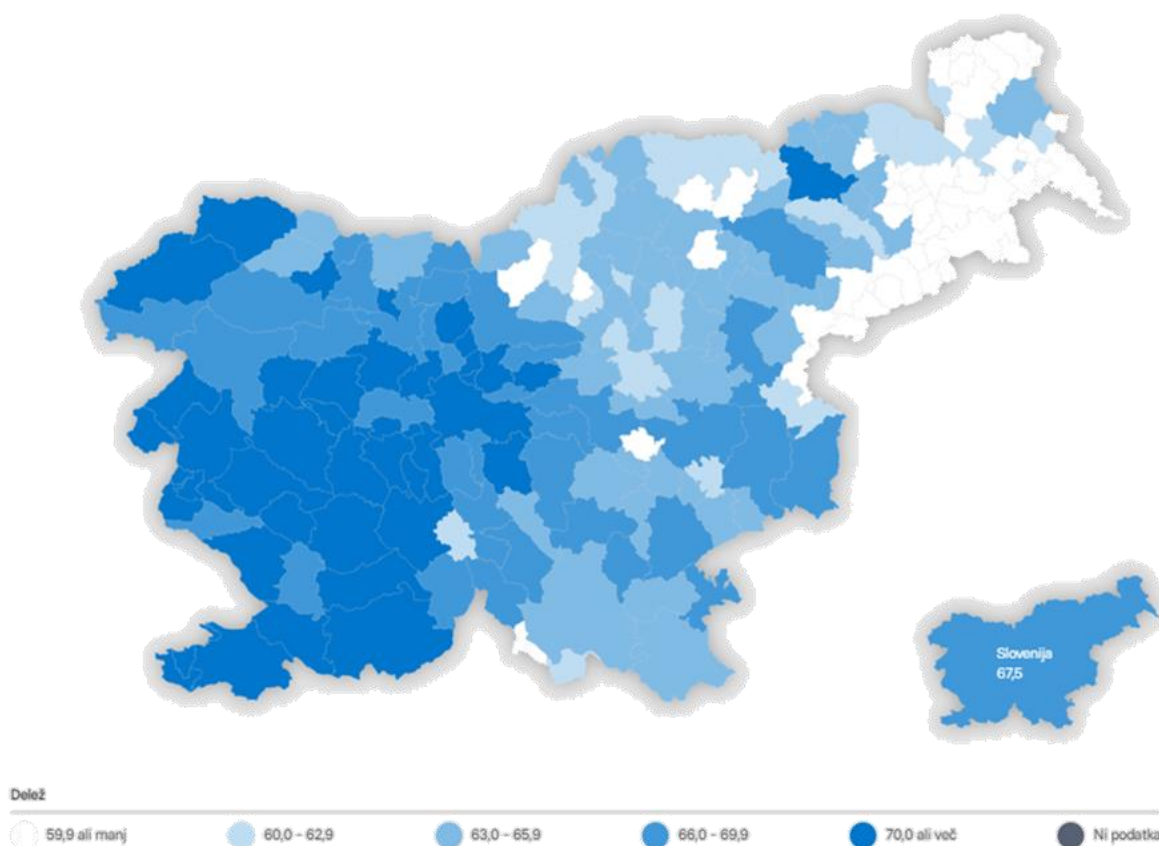 Slovenija
67,5
Delež
59,9 ali manj
60,0 - 62,9
63,0 - 65,9
66,0 - 69,9
70,0 ali več
Ni podatka